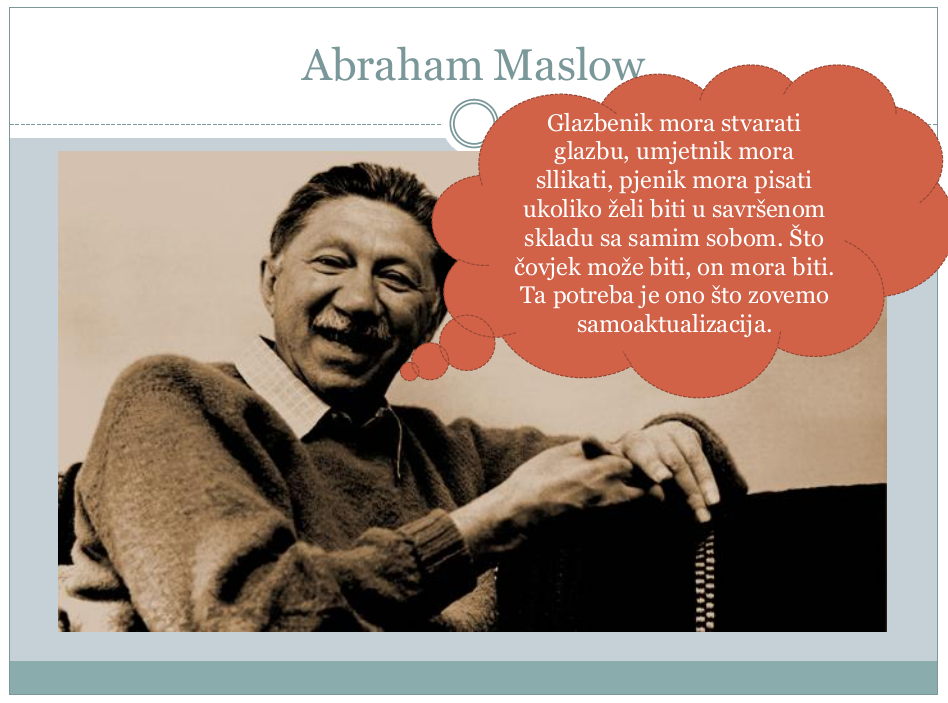 Abraham Maslow
Glazbenik mora stvarati
glazbu, umjetnik mora
sllikati, pjenik mora pisati
ukoliko želi biti u savršenom
skladu sa samim sobom. Što
čovjek može biti, on mora biti.
Ta potreba je ono što zovemo
samoaktualizacija.